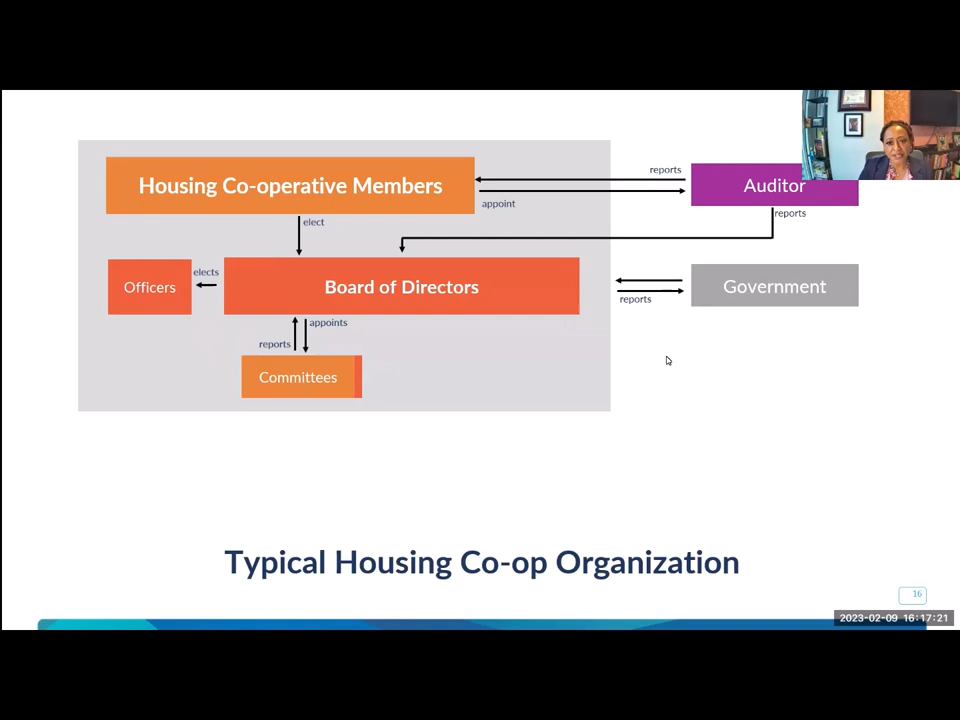 Housing Co-operative Members
reports
appoint
Auditor
reports
elect
Officers
elects
Board of Directors
reports
Government
appoints
reports
Committees
Typical Housing Co-op Organization
16
2023-02-09 16:17:21